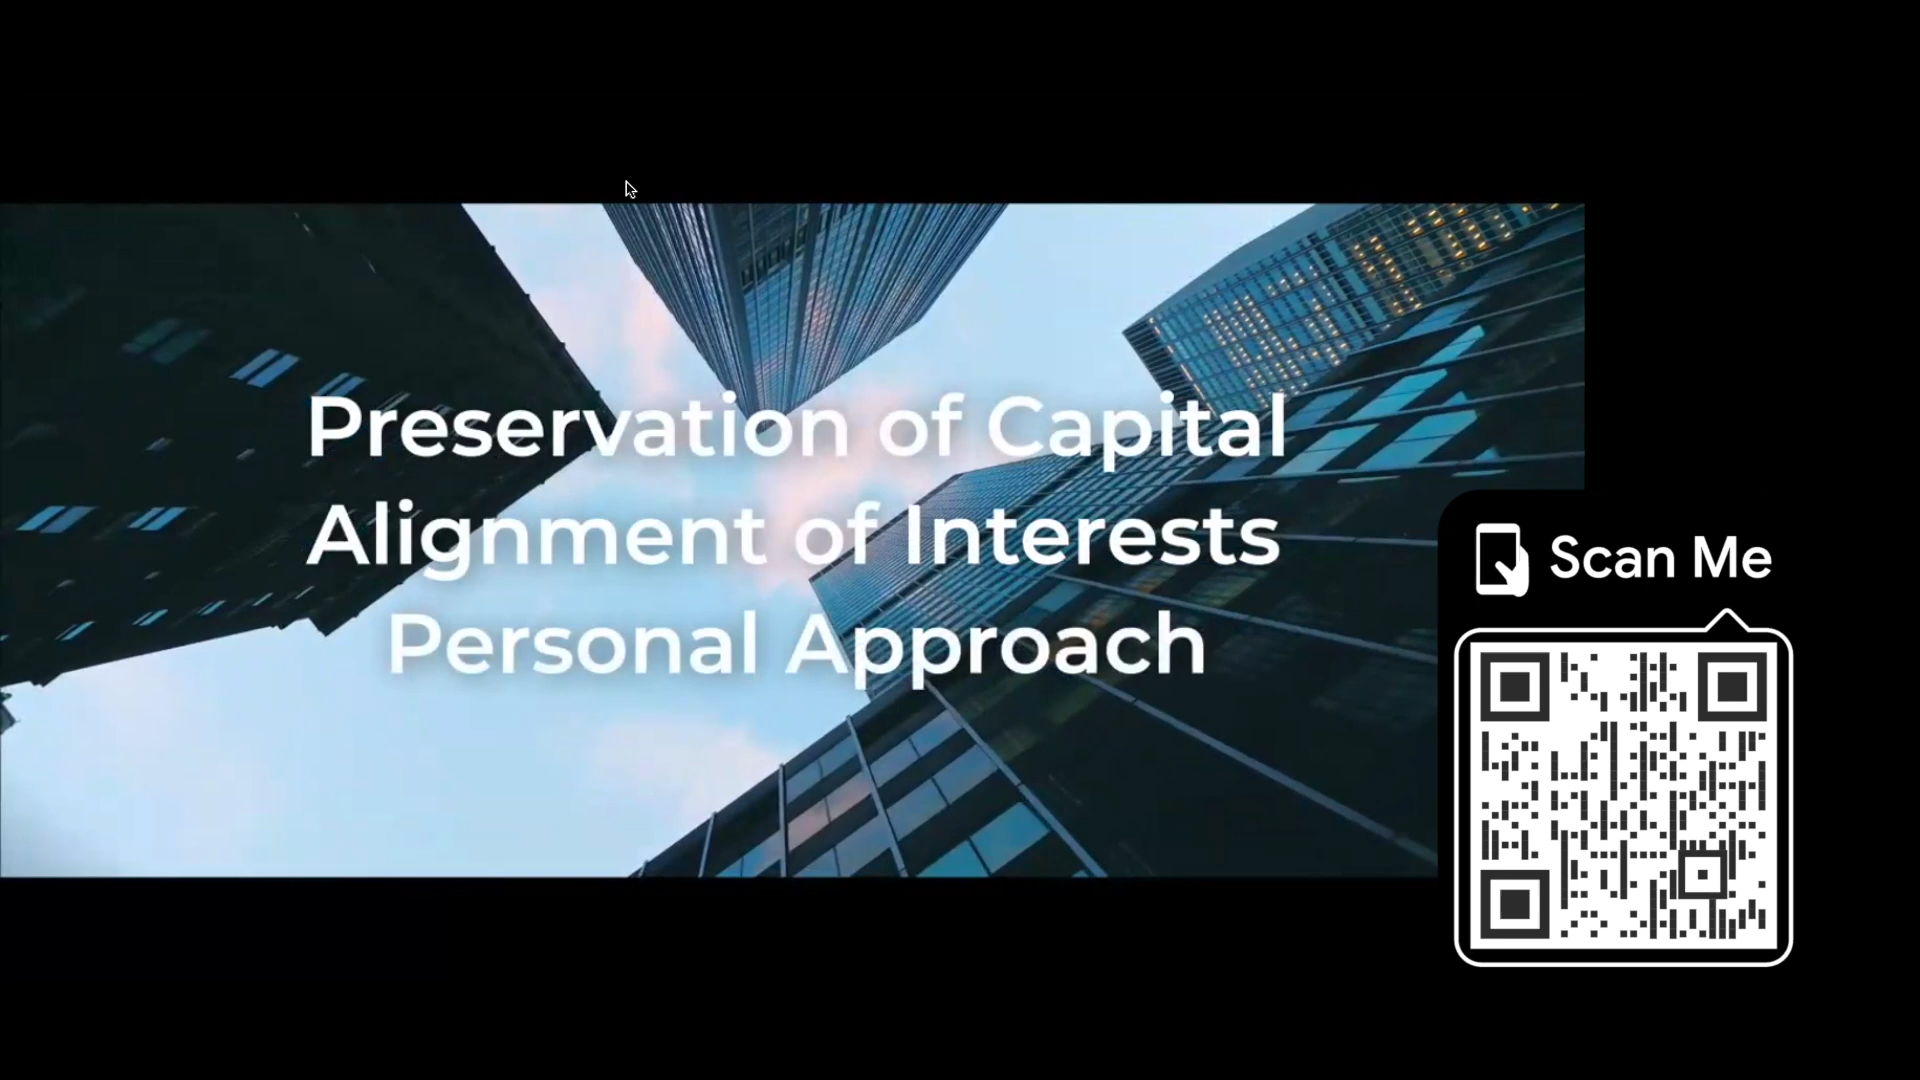 Preservation of Capital
Alignment of Interests
Personal Approach
Scan Me